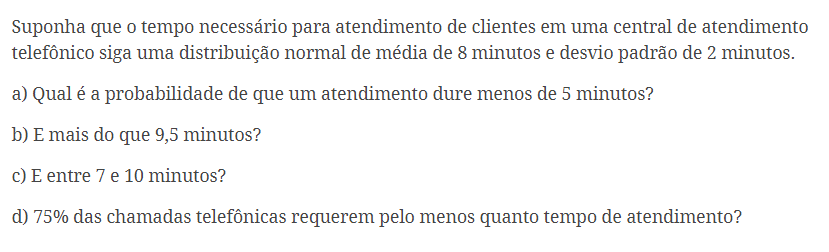 Suponha que o tempo necessário para atendimento de clientes em uma central de atendimento
telefônico siga uma distribuição normal de média de 8 minutos e desvio padrão de 2 minutos.
a) Qual é a probabilidade de que um atendimento dure menos de 5 minutos?
b) E mais do que 9,5 minutos?
c) E entre 7 e 10 minutos?
d) 75% das chamadas telefônicas requerem pelo menos quanto tempo de atendimento?